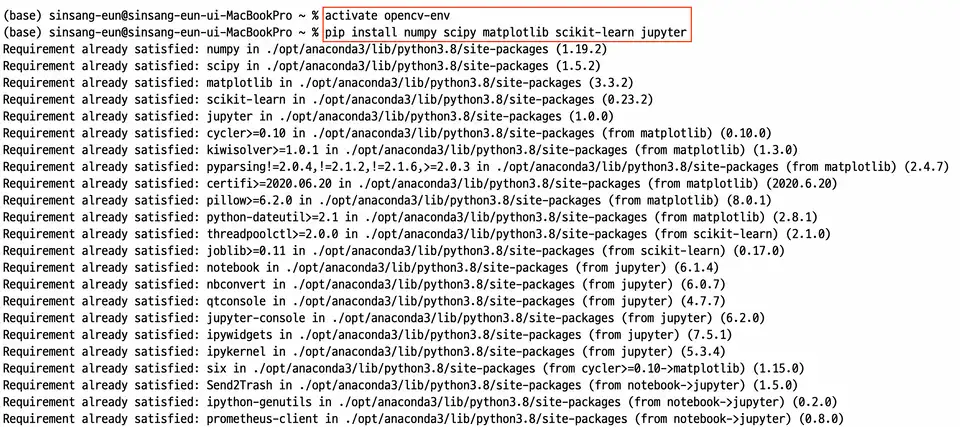 (base) sinsang-eun@sinsang-eun-ui-MacBookPro ~ % activate opencv-env
(base) sinsang-eun@sinsang-eun-ui-MacBookPro ~ % pip install numpy scipy matplotlib scikit-learn jupyter
Requirement already satisfied: numpy in ./opt/anaconda3/lib/python3.8/site-packages (1.19.2)
Requirement already satisfied: scipy in ./opt/anaconda3/lib/python3.8/site-packages (1.5.2)
Requirement already satisfied: matplotlib in ./opt/anaconda3/lib/python3.8/site-packages (3.3.2)
Requirement already satisfied: scikit-learn in ./opt/anaconda3/lib/python3.8/site-packages (0.23.2)
Requirement already satisfied: jupyter in ./opt/anaconda3/lib/python3.8/site-packages (1.0.0)
Requirement already satisfied: cycler>=0.10 in ./opt/anaconda3/lib/python3.8/site-packages (from matplotlib) (0.10.0)
Requirement already satisfied: kiwisolver>=1.0.1 in ./opt/anaconda3/lib/python3.8/site-packages (from matplotlib) (1.3.0)
Requirement already satisfied: pyparsing!=2.0.4,!=2.1.2,!=2.1.6,>=2.0.3 in ./opt/anaconda3/lib/python3.8/site-packages (from matplotlib) (2.4.7)
Requirement already satisfied: certifi>=2020.06.20 in ./opt/anaconda3/lib/python3.8/site-packages (from matplotlib) (2020.6.20)
Requirement already satisfied: pillow>=6.2.0 in ./opt/anaconda3/lib/python3.8/site-packages (from matplotlib) (8.0.1)
Requirement already satisfied: python-dateutil>=2.1 in ./opt/anaconda3/lib/python3.8/site-packages (from matplotlib) (2.8.1)
Requirement already satisfied: threadpoolctl>=2.0.0 in ./opt/anaconda3/lib/python3.8/site-packages (from scikit-learn) (2.1.0)
Requirement already satisfied: joblib>=0.11 in ./opt/anaconda3/lib/python3.8/site-packages (from scikit-learn) (0.17.0)
Requirement already satisfied: notebook in ./opt/anaconda3/lib/python3.8/site-packages (from jupyter) (6.1.4)
Requirement already satisfied: nbconvert in ./opt/anaconda3/lib/python3.8/site-packages (from jupyter) (6.0.7)
Requirement already satisfied: qtconsole in ./opt/anaconda3/lib/python3.8/site-packages (from jupyter) (4.7.7)
Requirement already satisfied: jupyter-console in ./opt/anaconda3/lib/python3.8/site-packages (from jupyter) (6.2.0)
Requirement already satisfied: ipywidgets in ./opt/anaconda3/lib/python3.8/site-packages (from jupyter) (7.5.1)
Requirement already satisfied: ipykernel in ./opt/anaconda3/lib/python3.8/site-packages (from jupyter) (5.3.4)
Requirement already satisfied: six in ./opt/anaconda3/lib/python3.8/site-packages (from cycler>=0.10->matplotlib) (1.15.0)
Requirement already satisfied: Send2Trash in ./opt/anaconda3/lib/python3.8/site-packages (from notebook->jupyter) (1.5.0)
Requirement already satisfied: ipython-genutils in ./opt/anaconda3/lib/python3.8/site-packages (from notebook->jupyter) (0.2.0)
Requirement already satisfied: prometheus-client in ./opt/anaconda3/lib/python3.8/site-packages (from notebook->jupyter) (0.8.0)